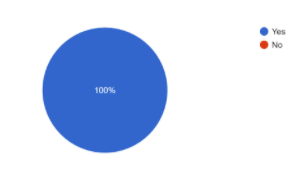 Yes
No
100%